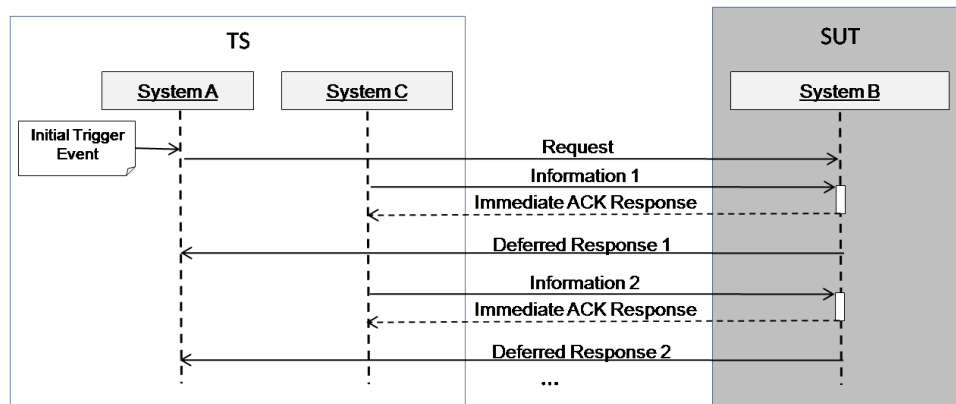 TS
SUT
System A
System C
System B
Initial Trigger
Event
Request
Information 1
Immediate ACK Response
Deferred Response 1
Information 2
Immediate ACK Response
Deferred Response 2
...